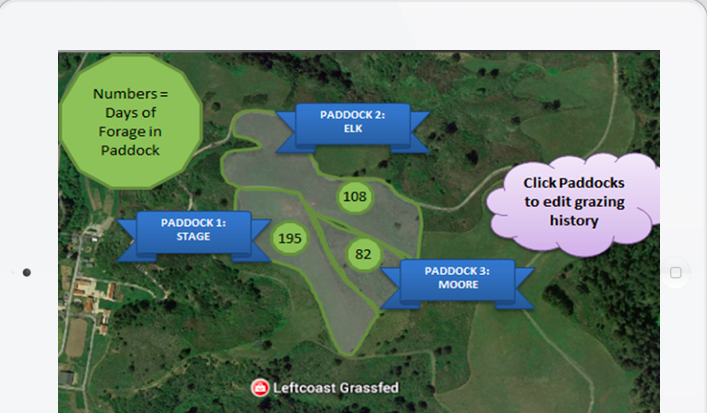 Numbers =
Days of
Forage in
Paddock
PADDOCK 2:
ELK
Click Paddocks
to edit grazing
history
108
PADDOCK 1:
STAGE
195
82
PADDOCK 3:
MOORE
Leftcoast Grassfed